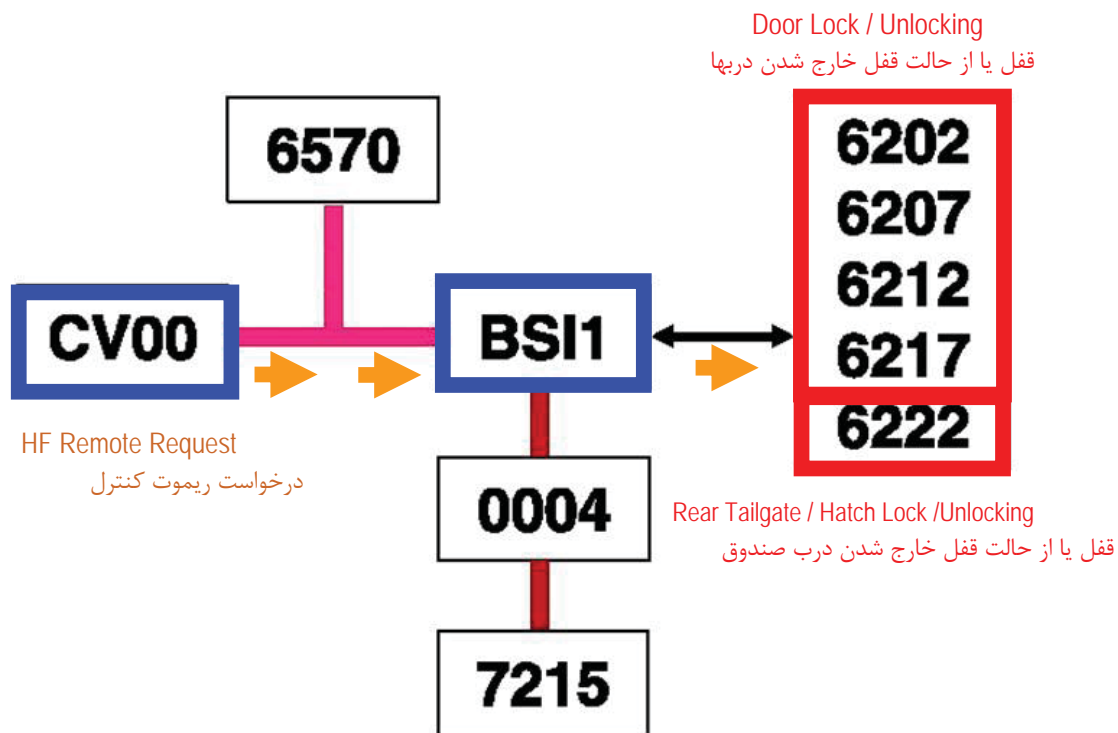 Door Lock / Unlocking
قفل یا از حالت قفل خارج شدن دربها
6570
6202
6207
6212
6217
6222
CV00
BSI1
HF Remote Request
درخواست ریموت کنترل
0004
Rear Tailgate / Hatch Lock /Unlocking
قفل یا از حالت قفل خارج شدن درب صندوق
7215